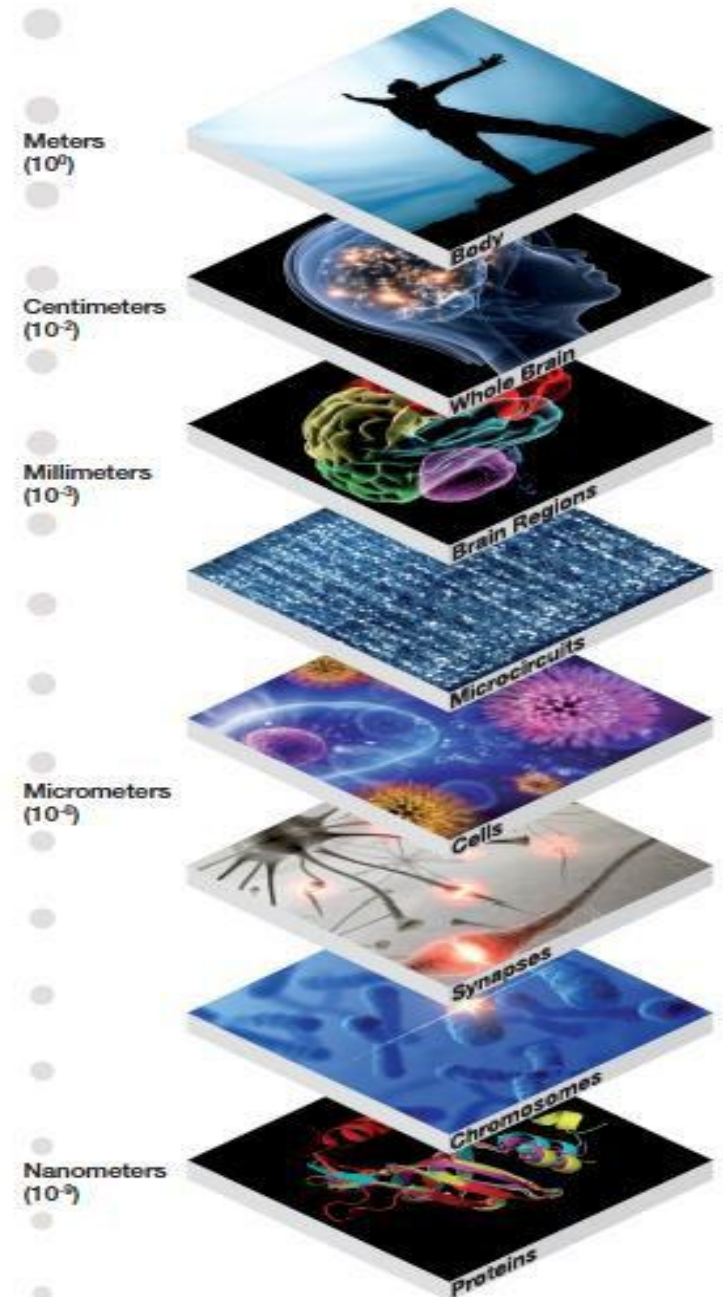 Meters
(10⁰)
Body
Centimeters
(10⁻²)
Whole Brain
Millimeters
(10⁻³)
Brain Regions
Microcircuits
Micrometers
(10⁻⁶)
Cells
Synapses
Chromosomes
Nanometers
(10⁻⁹)
Proteins